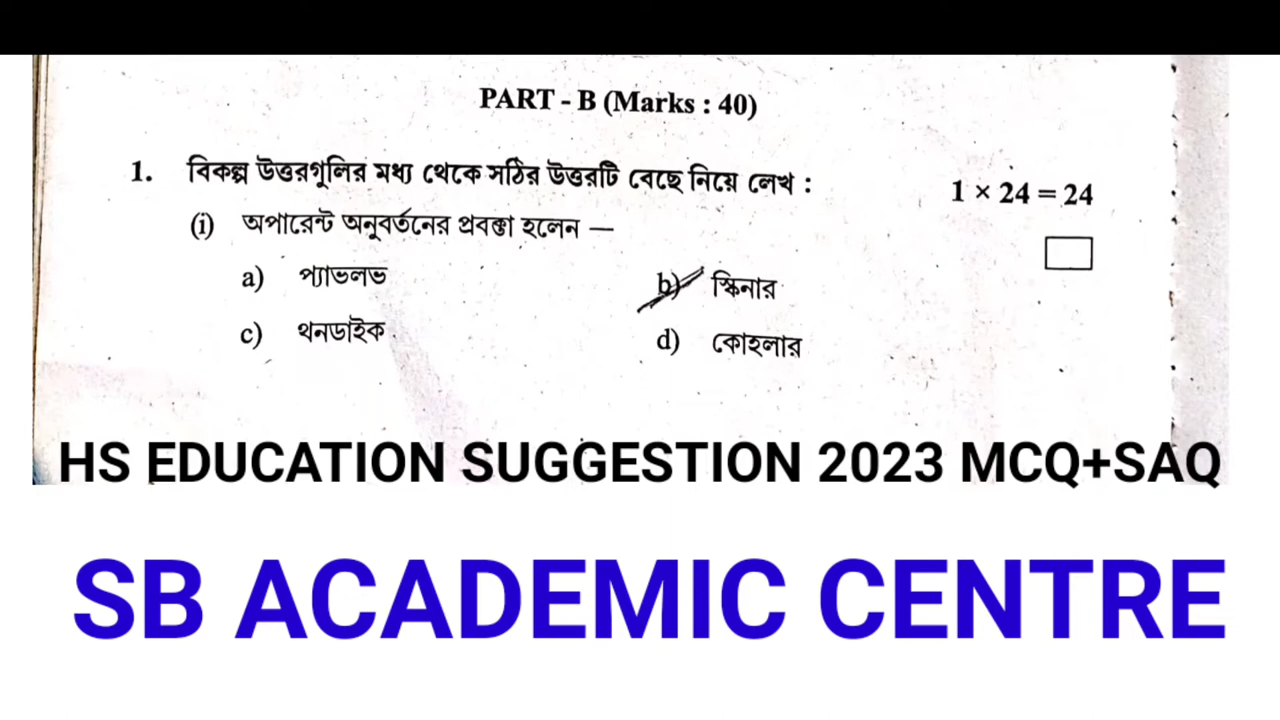 PART - B (Marks : 40)
1. বিকল্প উত্তরগুলির মধ্য থেকে সঠির উত্তরটি বেছে নিয়ে লেখ :
1 × 24 = 24
(i) অপারেন্ট অনুবর্তনের প্রবক্তা হলেন —
a) প্যাভলভ b) স্কিনার
c) থনডাইক d) কোহলার
HS EDUCATION SUGGESTION 2023 MCQ+SAQ
SB ACADEMIC CENTRE